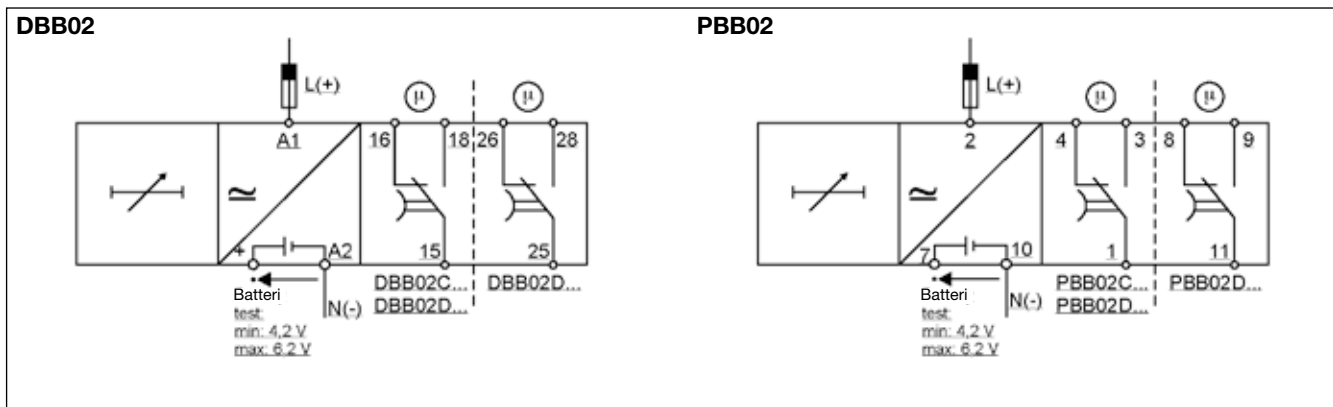 DBB02
L(+)
µ
µ
A1
16
18
26
28
≃
+
A2
15
25
Batteri
test:
min: 4,2 V
max: 6.2 V
N(-)
DBB02C...
DBB02D...
DBB02D...
PBB02
L(+)
µ
µ
2
4
3
8
9
≃
7
10
1
11
Batteri
test:
min: 4,2 V
max: 6.2 V
N(-)
PBB02C...
PBB02D...
PBB02D...